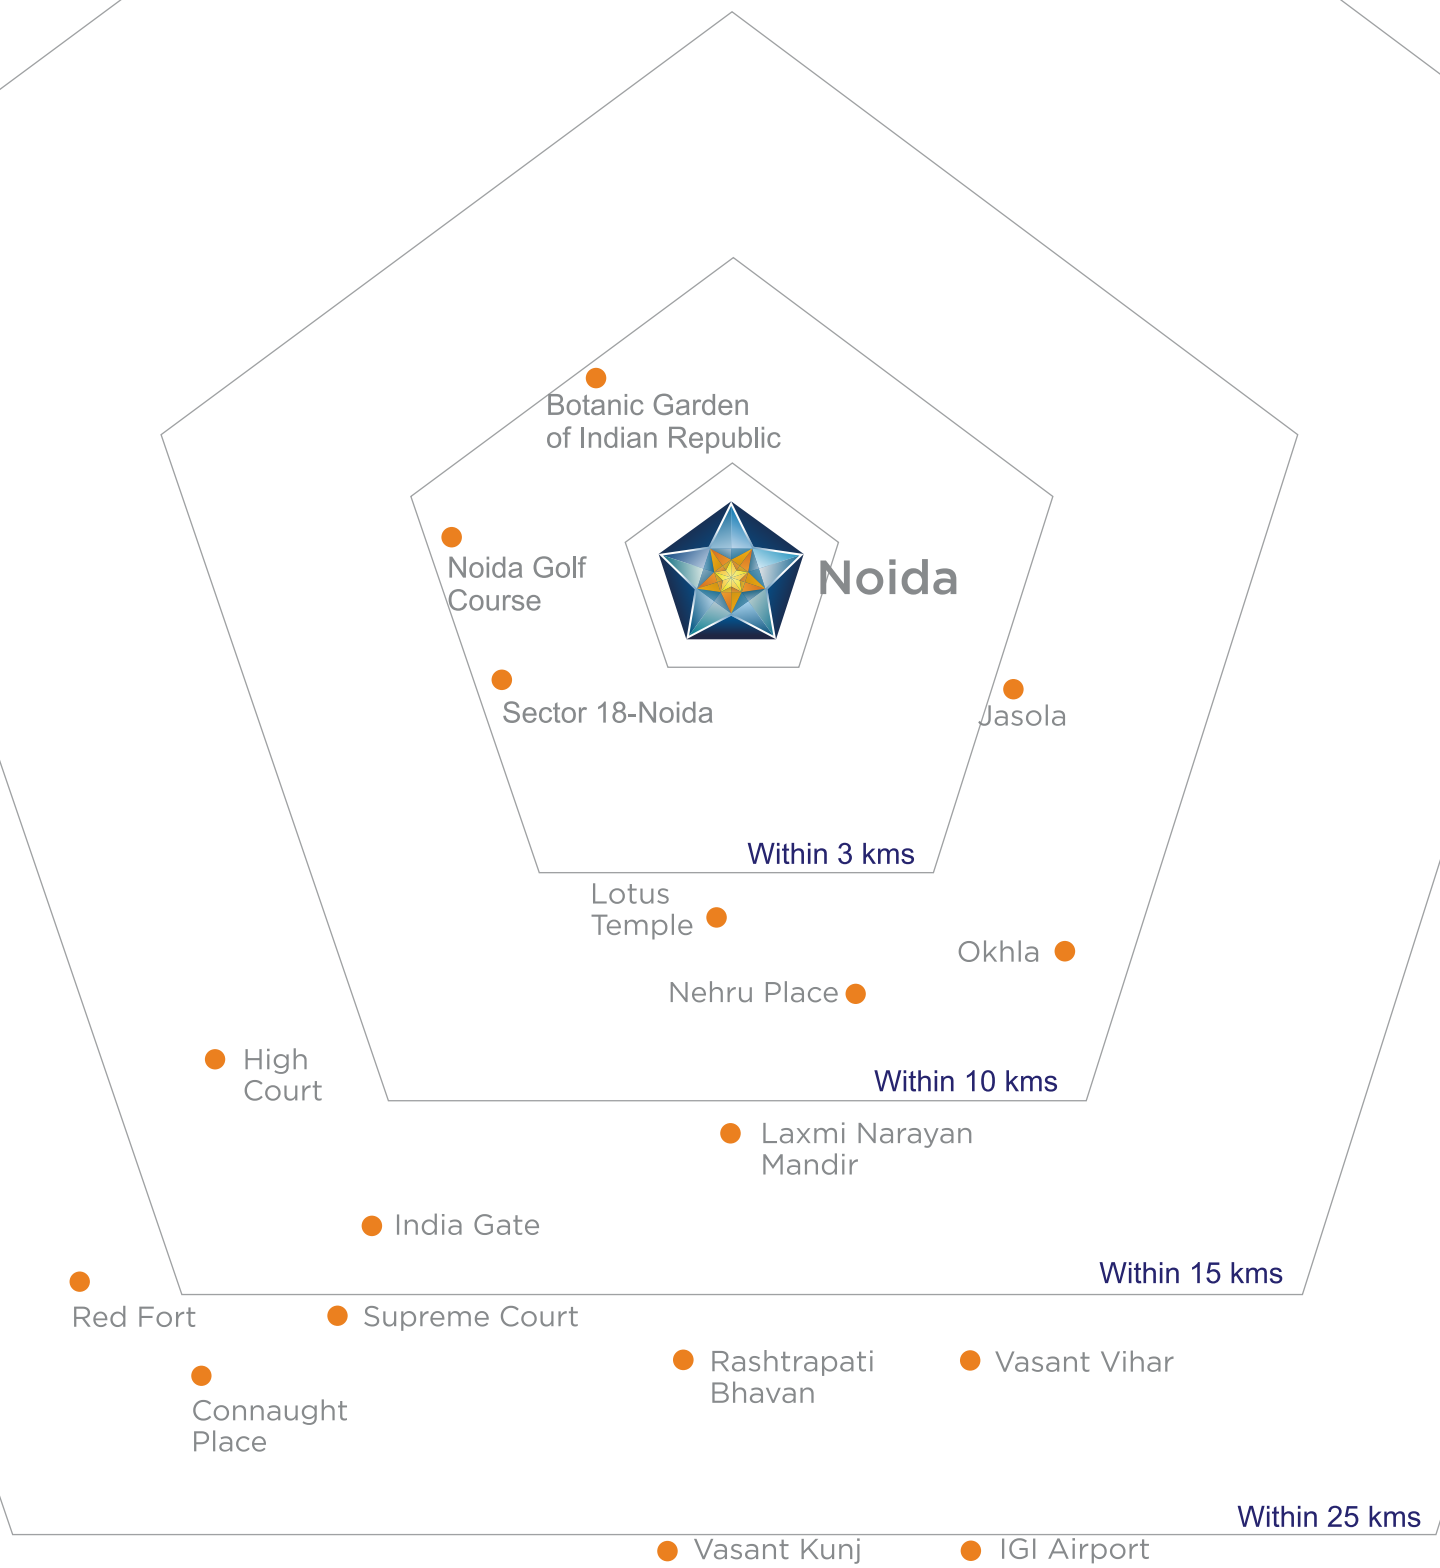 Botanic Garden
of Indian Republic
Noida Golf
Course
Noida
Sector 18-Noida
Jasola
Within 3 kms
Lotus
Temple
Okhla
Nehru Place
High
Court
Within 10 kms
Laxmi Narayan
Mandir
India Gate
Within 15 kms
Red Fort
Supreme Court
Rashtrapati
Bhavan
Vasant Vihar
Connaught
Place
Within 25 kms
Vasant Kunj
IGI Airport